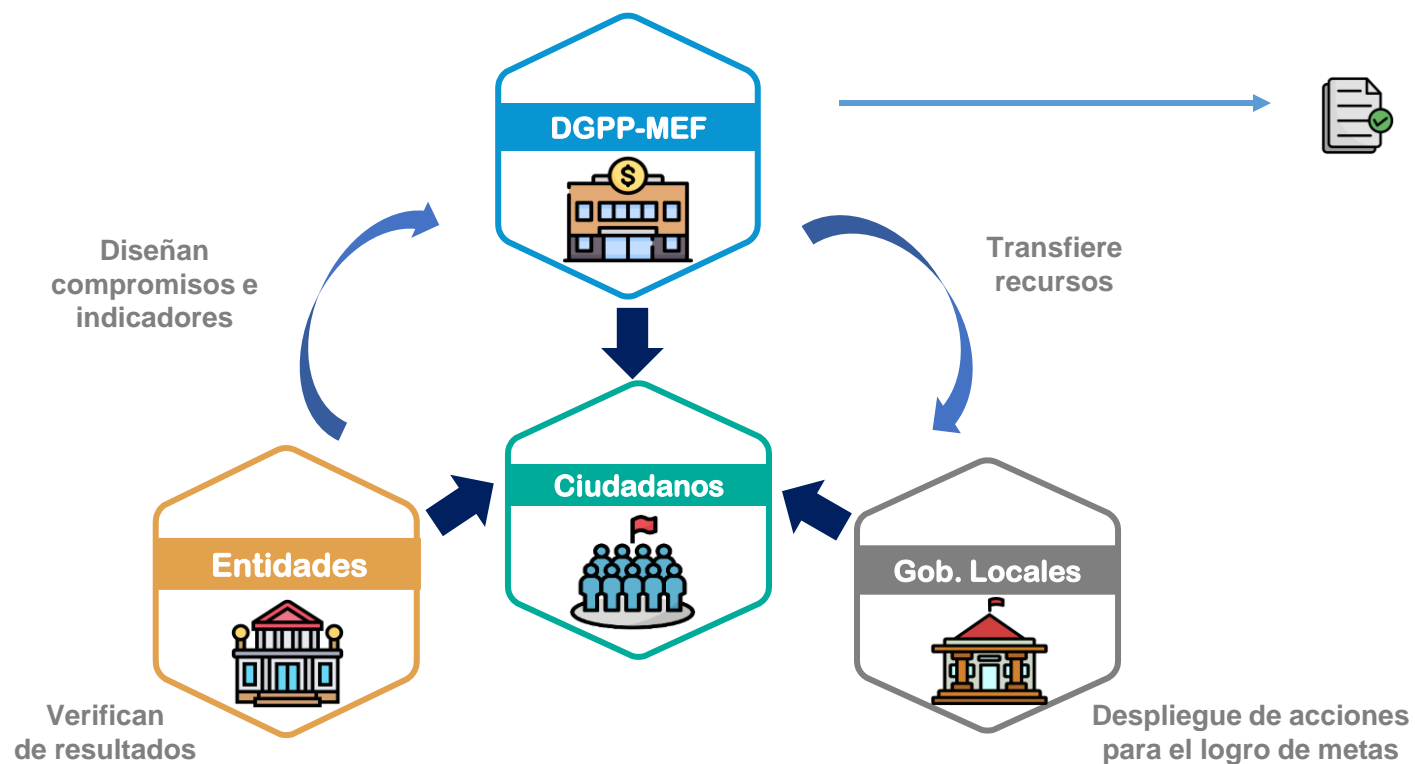 DGPP-MEF
$
Diseñan
compromisos e
indicadores
Transfiere
recursos
Ciudadanos
Entidades
Gob. Locales
Verifican
de resultados
Despliegue de acciones
para el logro de metas